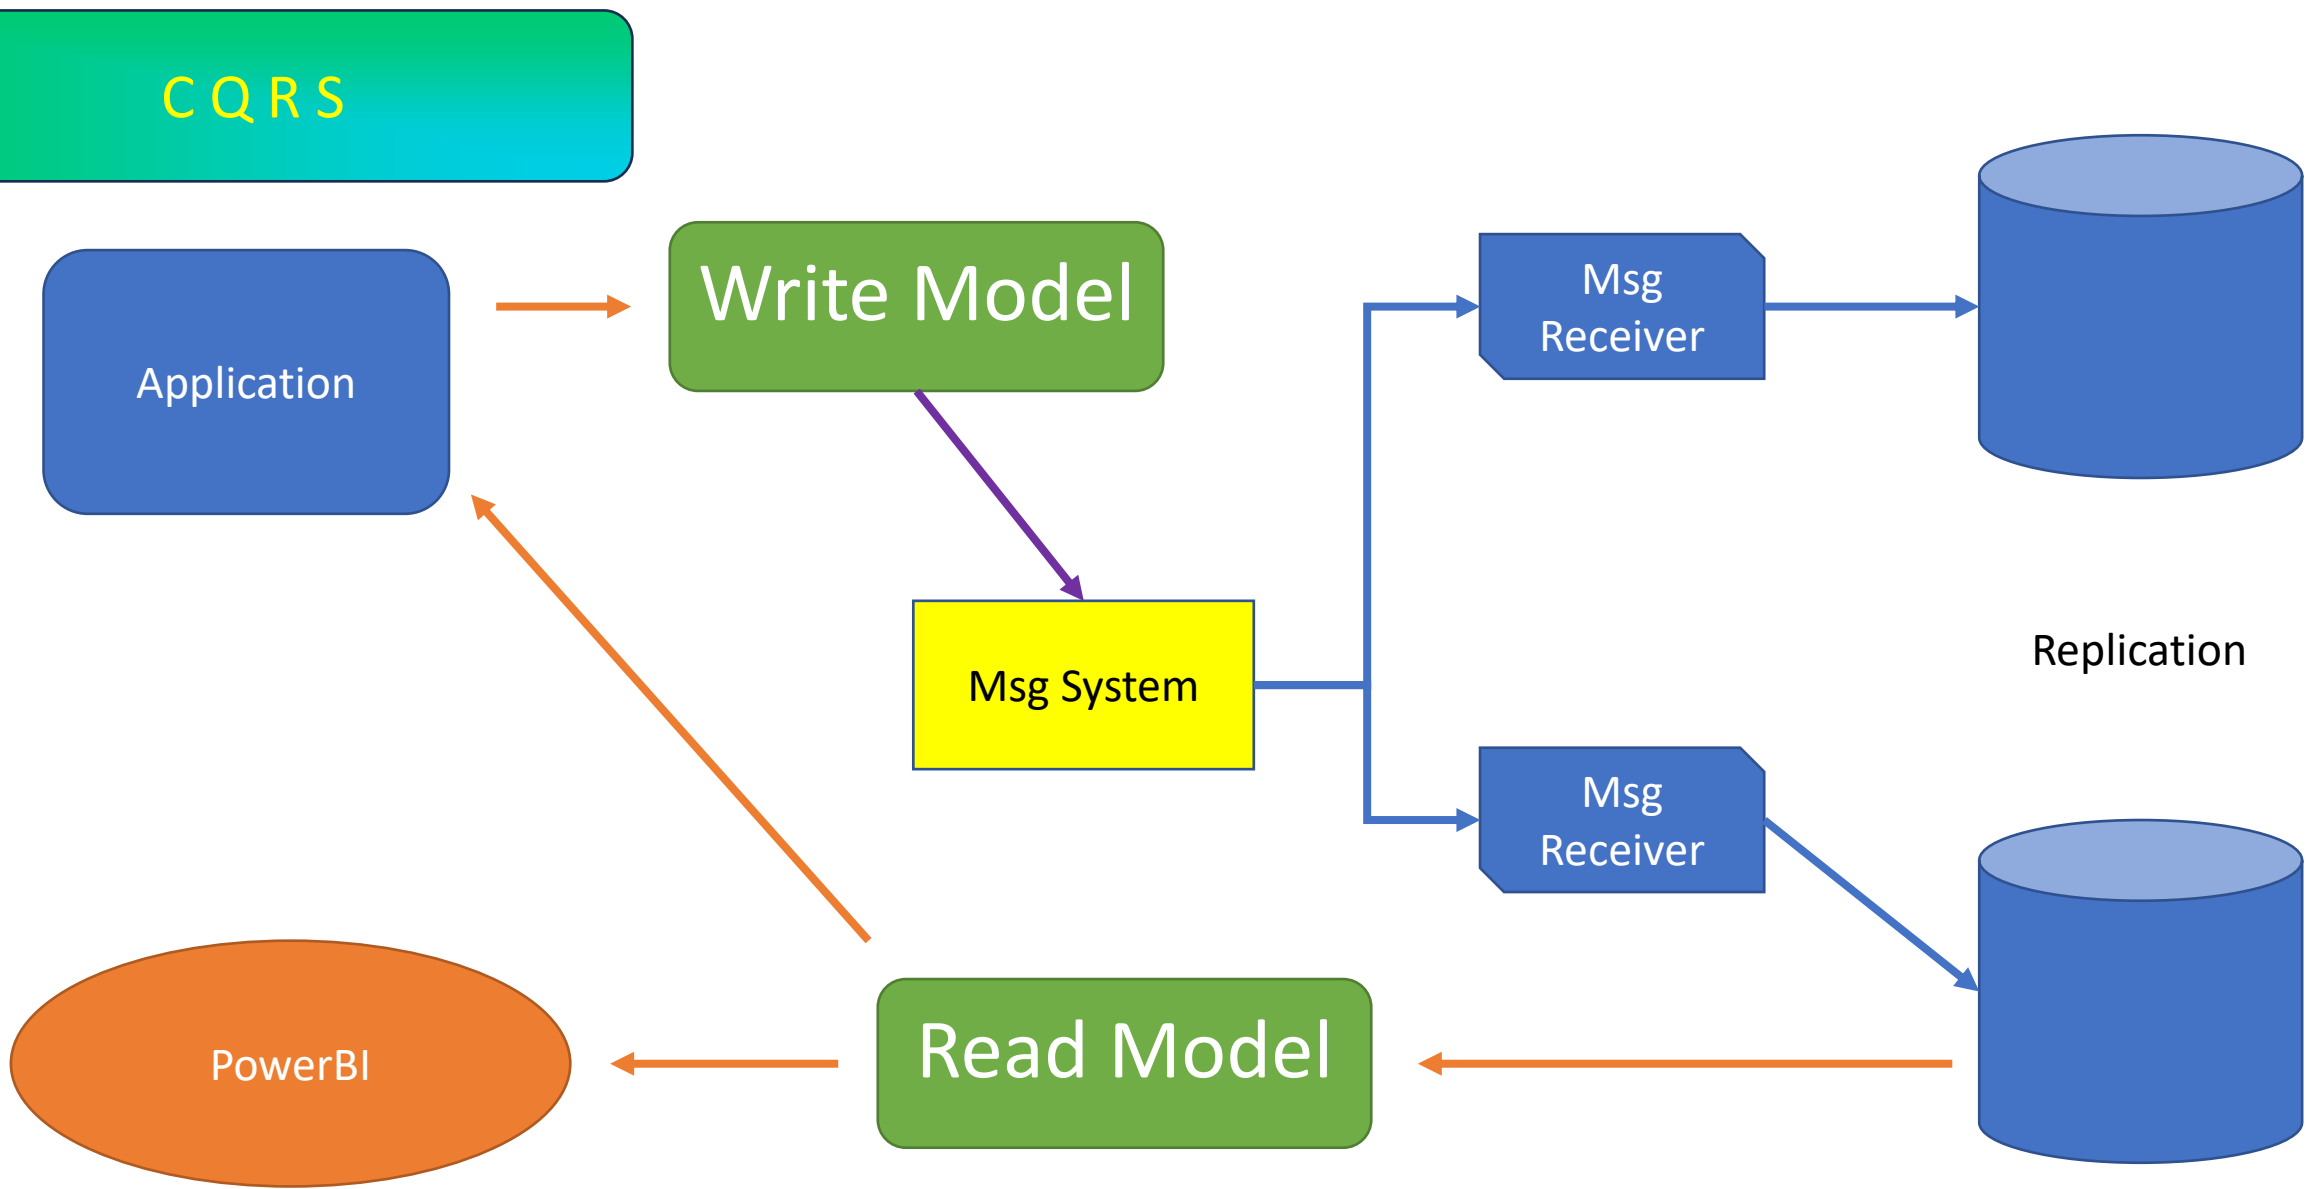 C Q R S
Application
Write Model
Msg
Receiver
Msg System
Replication
Msg
Receiver
PowerBI
Read Model